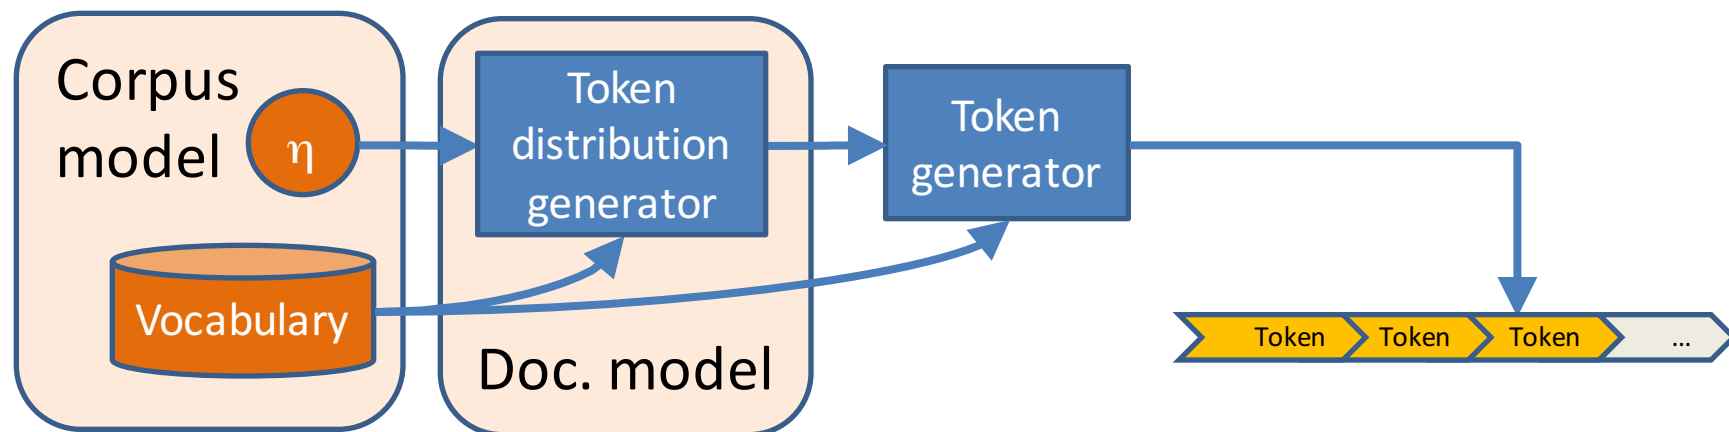 Corpus
model
η
Vocabulary
Token
distribution
generator
Doc. model
Token
generator
Token
Token
Token
...